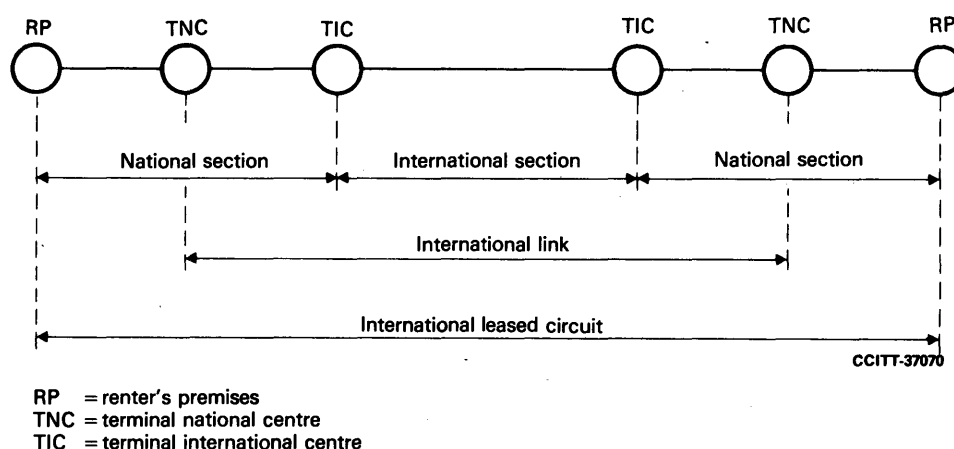 RP TNC TIC TIC TNC RP
National section International section National section
International link
International leased circuit
CCITT-37070
RP = renter's premises
TNC = terminal national centre
TIC = terminal international centre